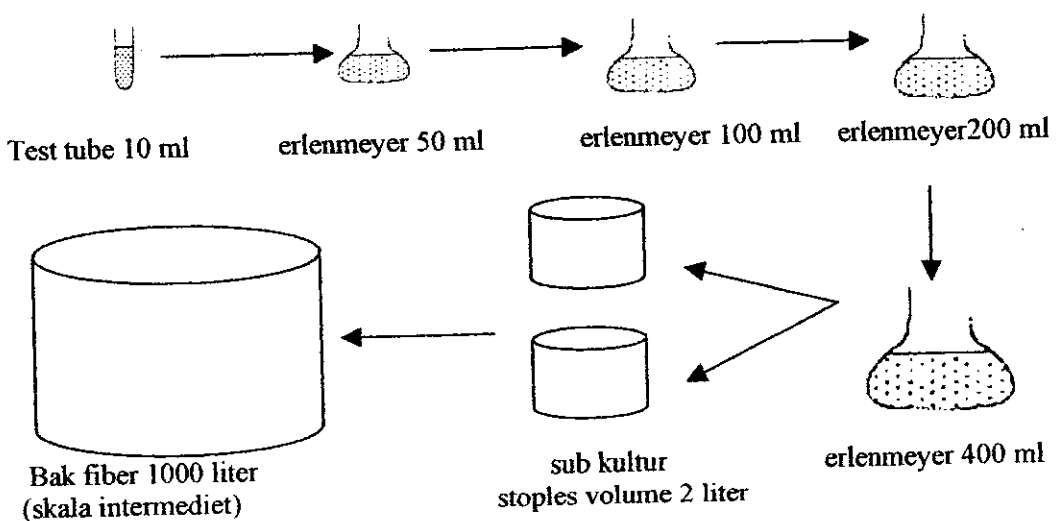 Test tube 10 ml
erlenmeyer 50 ml
erlenmeyer 100 ml
erlenmeyer200 ml
Bak fiber 1000 liter
(skala intermediet)
sub kultur
stoples volume 2 liter
erlenmeyer 400 ml